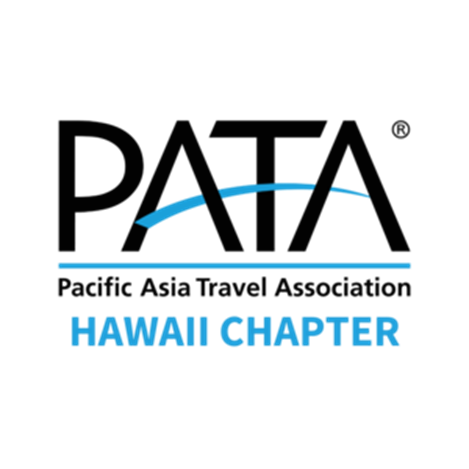 PATA®
Pacific Asia Travel Association
HAWAII CHAPTER